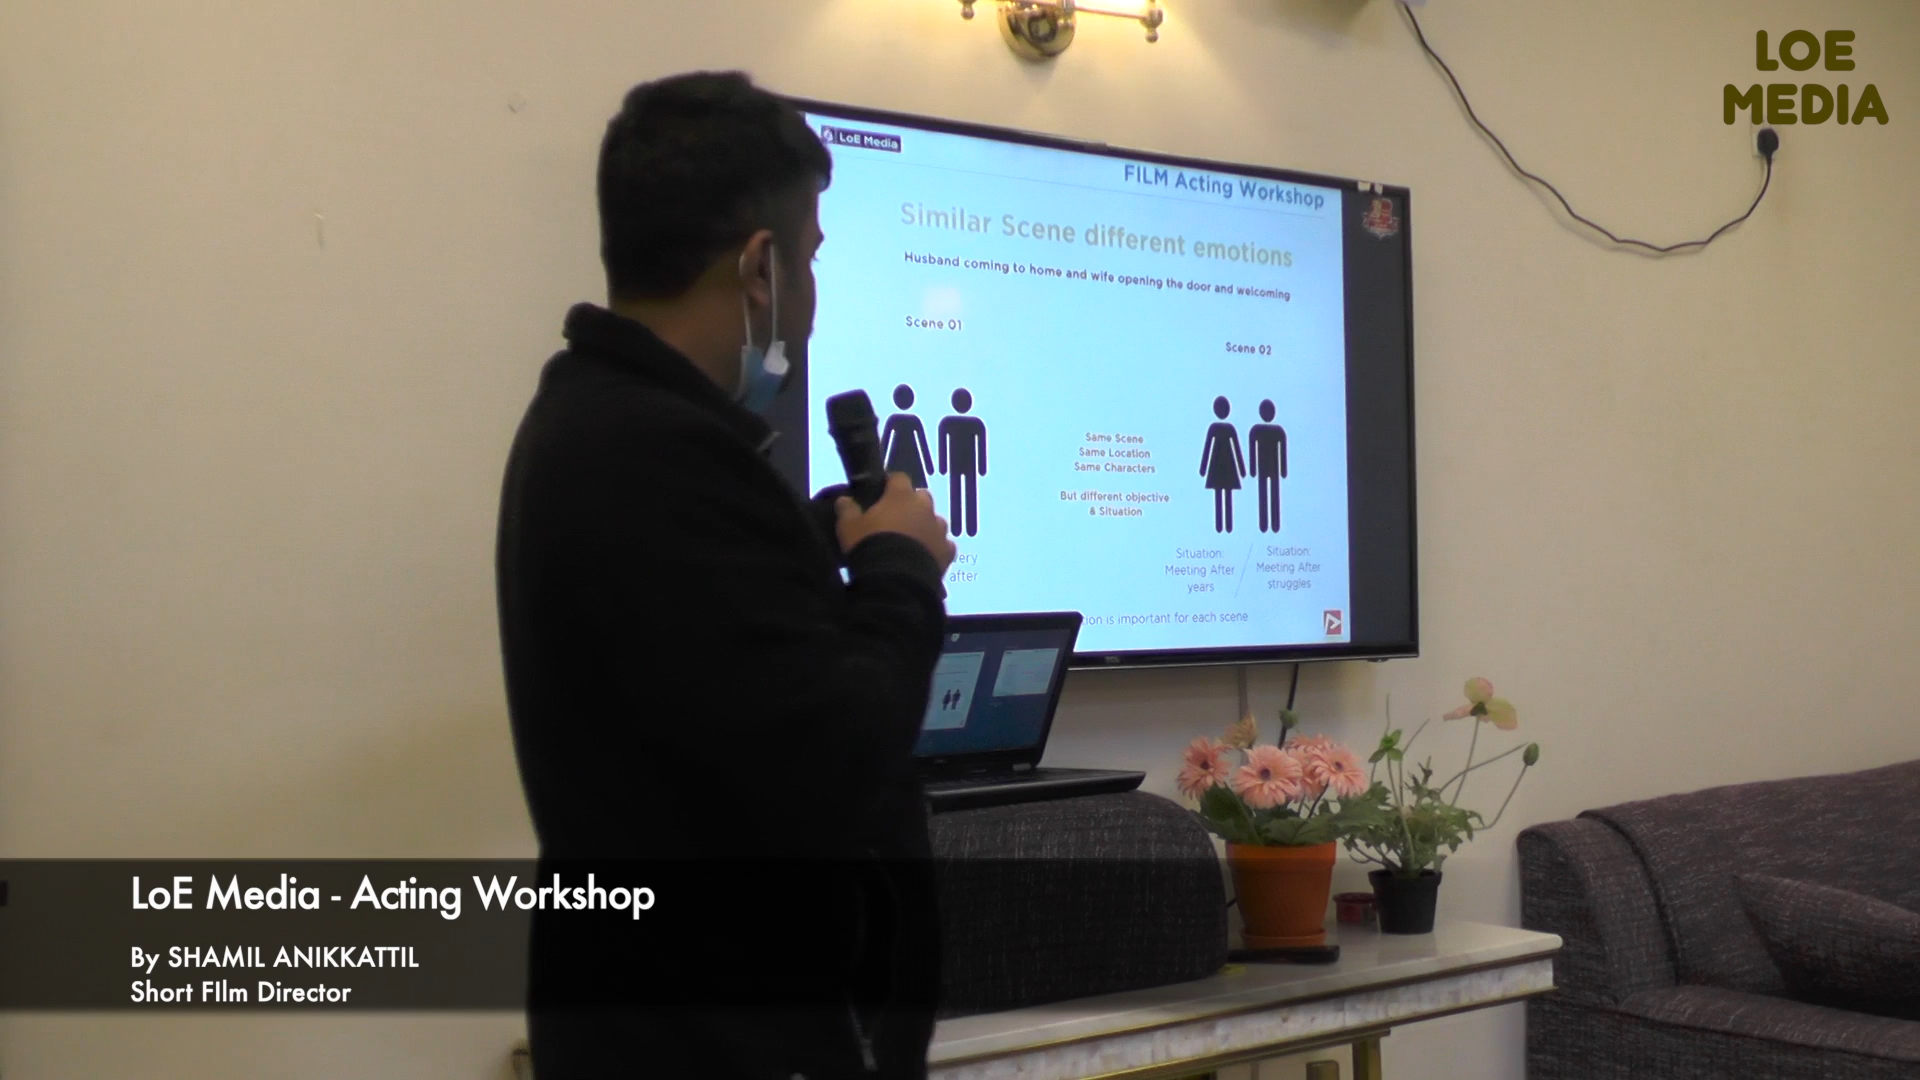 LOE
MEDIA
LoE Media
FILM Acting Workshop
Similar Scene different emotions
Husband coming to home and wife opening the door and welcoming
Scene 01
Scene 02
Same Scene
Same Location
Same Characters
But different objective
& Situation
after
Situation:
Meeting After
years
Situation:
Meeting After
struggles
is important for each scene
TCL
LoE Media - Acting Workshop
By SHAMIL ANIKKATTIL
Short FIlm Director